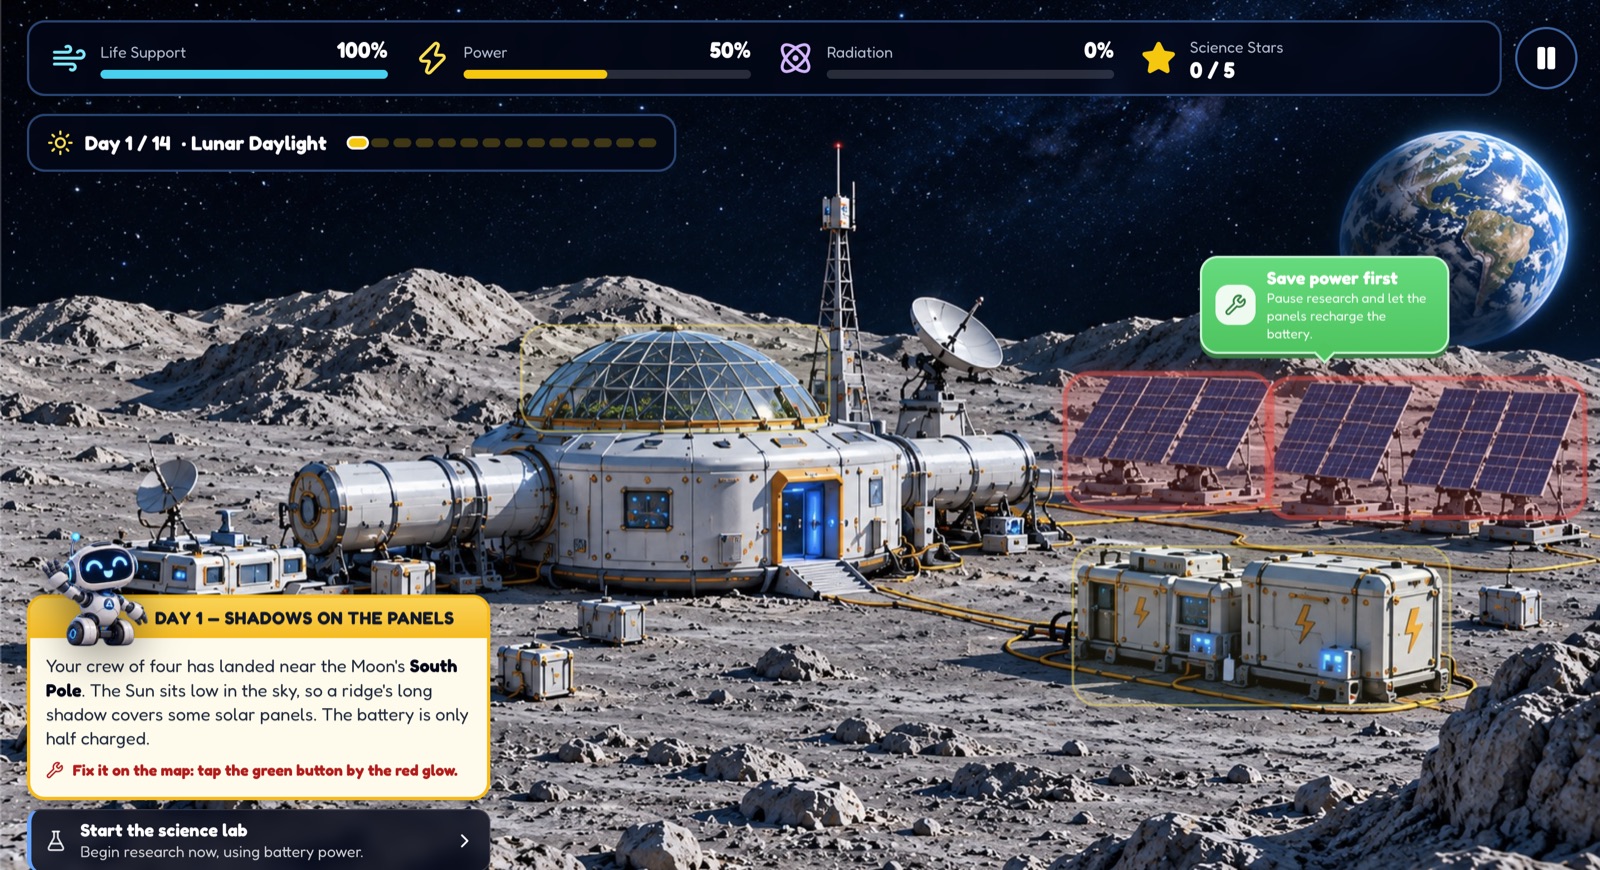 Life Support 100%
Power 50%
Radiation 0%
Science Stars
0 / 5
Day 1 / 14 · Lunar Daylight
Save power first
Pause research and let the
panels recharge the
battery.
DAY 1 – SHADOWS ON THE PANELS
Your crew of four has landed near the Moon's South
Pole. The Sun sits low in the sky, so a ridge's long
shadow covers some solar panels. The battery is only
half charged.
Fix it on the map: tap the green button by the red glow.
Start the science lab
Begin research now, using battery power.